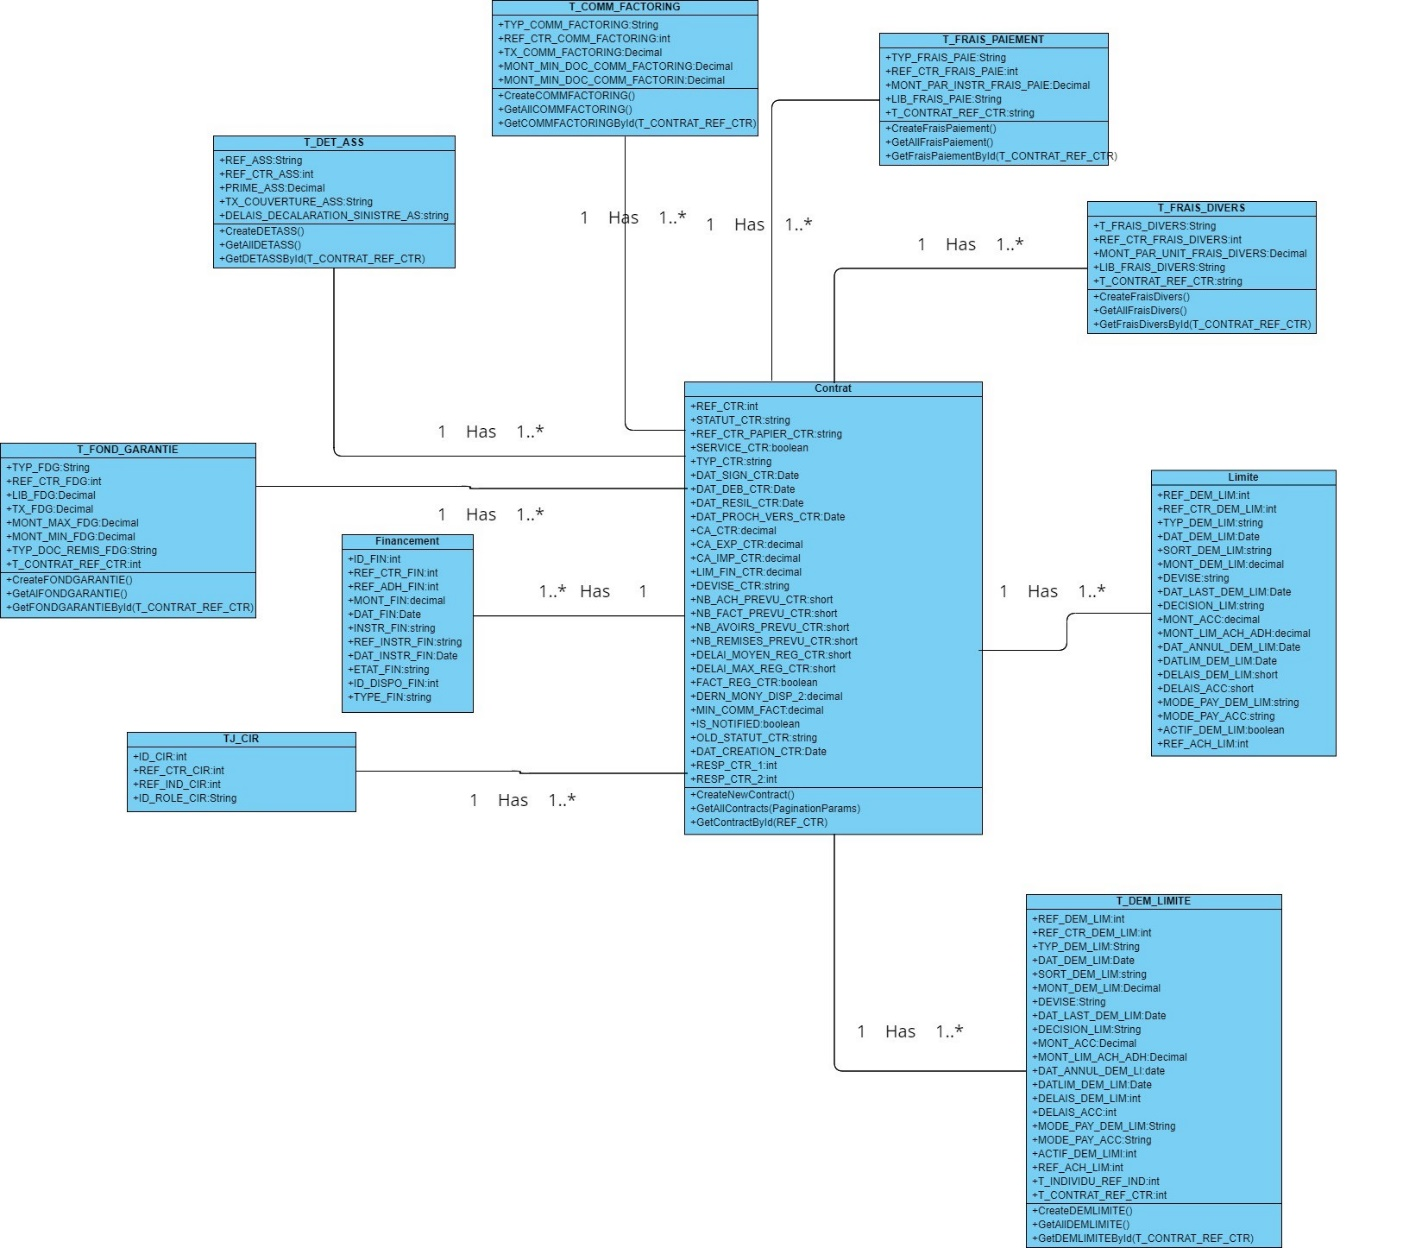 T_COMM_FACTORING
+TYP_COMM_FACTORING:String
+REF_CTR_COMM_FACTORING:int
+TX_COMM_FACTORING:Decimal
+MONT_MIN_DOC_COMM_FACTORING:Decimal
+MONT_MIN_DOC_COMM_FACTORIN:Decimal
+CreateCOMMFACTORING()
+GetAllCOMMFACTORING()
+GetCOMMFACTORINGById(T_CONTRAT_REF_CTR)
T_FRAIS_PAIEMENT
+TYP_FRAIS_PAIE:String
+REF_CTR_FRAIS_PAIE:int
+MONT_PAR_INSTR_FRAIS_PAIE:Decimal
+LIB_FRAIS_PAIE:String
+T_CONTRAT_REF_CTR:string
+CreateFraisPaiement()
+GetAllFraisPaiement()
+GetFraisPaiementById(T_CONTRAT_REF_CTR)
T_DET_ASS
+REF_ASS:String
+REF_CTR_ASS:int
+PRIME_ASS:Decimal
+TX_COUVERTURE_ASS:String
+DELAIS_DECALARATION_SINISTRE_AS:string
+CreateDETASS()
+GetAllDETASS()
+GetDETASSById(T_CONTRAT_REF_CTR)
T_FRAIS_DIVERS
+T_FRAIS_DIVERS:String
+REF_CTR_FRAIS_DIVERS:int
+MONT_PAR_UNIT_FRAIS_DIVERS:Decimal
+LIB_FRAIS_DIVERS:String
+T_CONTRAT_REF_CTR:string
+CreateFraisDivers()
+GetAllFraisDivers()
+GetFraisDiversById(T_CONTRAT_REF_CTR)
1 Has 1..*
1 Has 1..*
1 Has 1..*
1 Has 1..*
Contrat
+REF_CTR:int
+STATUT_CTR:string
+REF_CTR_PAPIER_CTR:string
+SERVICE_CTR:boolean
+TYP_CTR:string
+DAT_SIGN_CTR:Date
+DAT_DEB_CTR:Date
+DAT_RESIL_CTR:Date
+DAT_PROCH_VERS_CTR:Date
+CA_CTR:decimal
+CA_EXP_CTR:decimal
+CA_IMP_CTR:decimal
+LIM_FIN_CTR:decimal
+DEVISE_CTR:string
+NB_ACH_PREVU_CTR:short
+NB_FACT_PREVU_CTR:short
+NB_AVOIRS_PREVU_CTR:short
+NB_REMISES_PREVU_CTR:short
+DELAI_MOYEN_REG_CTR:short
+DELAI_MAX_REG_CTR:short
+FACT_REG_CTR:boolean
+DERN_MONY_DISP_2:decimal
+MIN_COMM_FACT:decimal
+IS_NOTIFIED:boolean
+OLD_STATUT_CTR:string
+DAT_CREATION_CTR:Date
+RESP_CTR_1:int
+RESP_CTR_2:int
+CreateNewContract()
+GetAllContracts(PaginationParams)
+GetContractById(REF_CTR)
T_FOND_GARANTIE
+TYP_FDG:String
+REF_CTR_FDG:int
+LIB_FDG:Decimal
+TX_FDG:Decimal
+MONT_MAX_FDG:Decimal
+MONT_MIN_FDG:Decimal
+TYP_DOC_REMIS_FDG:String
+T_CONTRAT_REF_CTR:int
+CreateFONDGARANTIE()
+GetAlFONDGARANTIE()
+GetFONDGARANTIEById(T_CONTRAT_REF_CTR)
1 Has 1..*
Financement
+ID_FIN:int
+REF_CTR_FIN:int
+REF_ADH_FIN:int
+MONT_FIN:decimal
+DAT_FIN:Date
+INSTR_FIN:string
+REF_INSTR_FIN:string
+DAT_INSTR_FIN:Date
+ETAT_FIN:string
+ID_DISPO_FIN:int
+TYPE_FIN:string
1..* Has 1
Limite
+REF_DEM_LIM:int
+REF_CTR_DEM_LIM:int
+TYP_DEM_LIM:string
+DAT_DEM_LIM:Date
+SORT_DEM_LIM:string
+MONT_DEM_LIM:decimal
+DEVISE:string
+DAT_LAST_DEM_LIM:Date
+DECISION_LIM:string
+MONT_ACC:decimal
+MONT_LIM_ACH_ADH:decimal
+DAT_ANNUL_DEM_LIM:Date
+DATLIM_DEM_LIM:Date
+DELAIS_DEM_LIM:short
+DELAIS_ACC:short
+MODE_PAY_DEM_LIM:string
+MODE_PAY_ACC:string
+ACTIF_DEM_LIM:boolean
+REF_ACH_LIM:int
1 Has 1..*
TJ_CIR
+ID_CIR:int
+REF_CTR_CIR:int
+REF_IND_CIR:int
+ID_ROLE_CIR:String
1 Has 1..*
T_DEM_LIMITE
+REF_DEM_LIM:int
+REF_CTR_DEM_LIM:int
+TYP_DEM_LIM:String
+DAT_DEM_LIM:Date
+SORT_DEM_LIM:string
+MONT_DEM_LIM:Decimal
+DEVISE:String
+DAT_LAST_DEM_LIM:Date
+DECISION_LIM:String
+MONT_ACC:Decimal
+MONT_LIM_ACH_ADH:Decimal
+DAT_ANNUL_DEM_LI:date
+DATLIM_DEM_LIM:Date
+DELAIS_DEM_LIM:int
+DELAIS_ACC:int
+MODE_PAY_DEM_LIM:String
+MODE_PAY_ACC:String
+ACTIF_DEM_LIMI:int
+REF_ACH_LIM:int
+T_INDIVIDU_REF_IND:int
+T_CONTRAT_REF_CTR:int
+CreateDEMLIMITE()
+GetAllDEMLIMITE()
+GetDEMLIMITEById(T_CONTRAT_REF_CTR)
1 Has 1..*